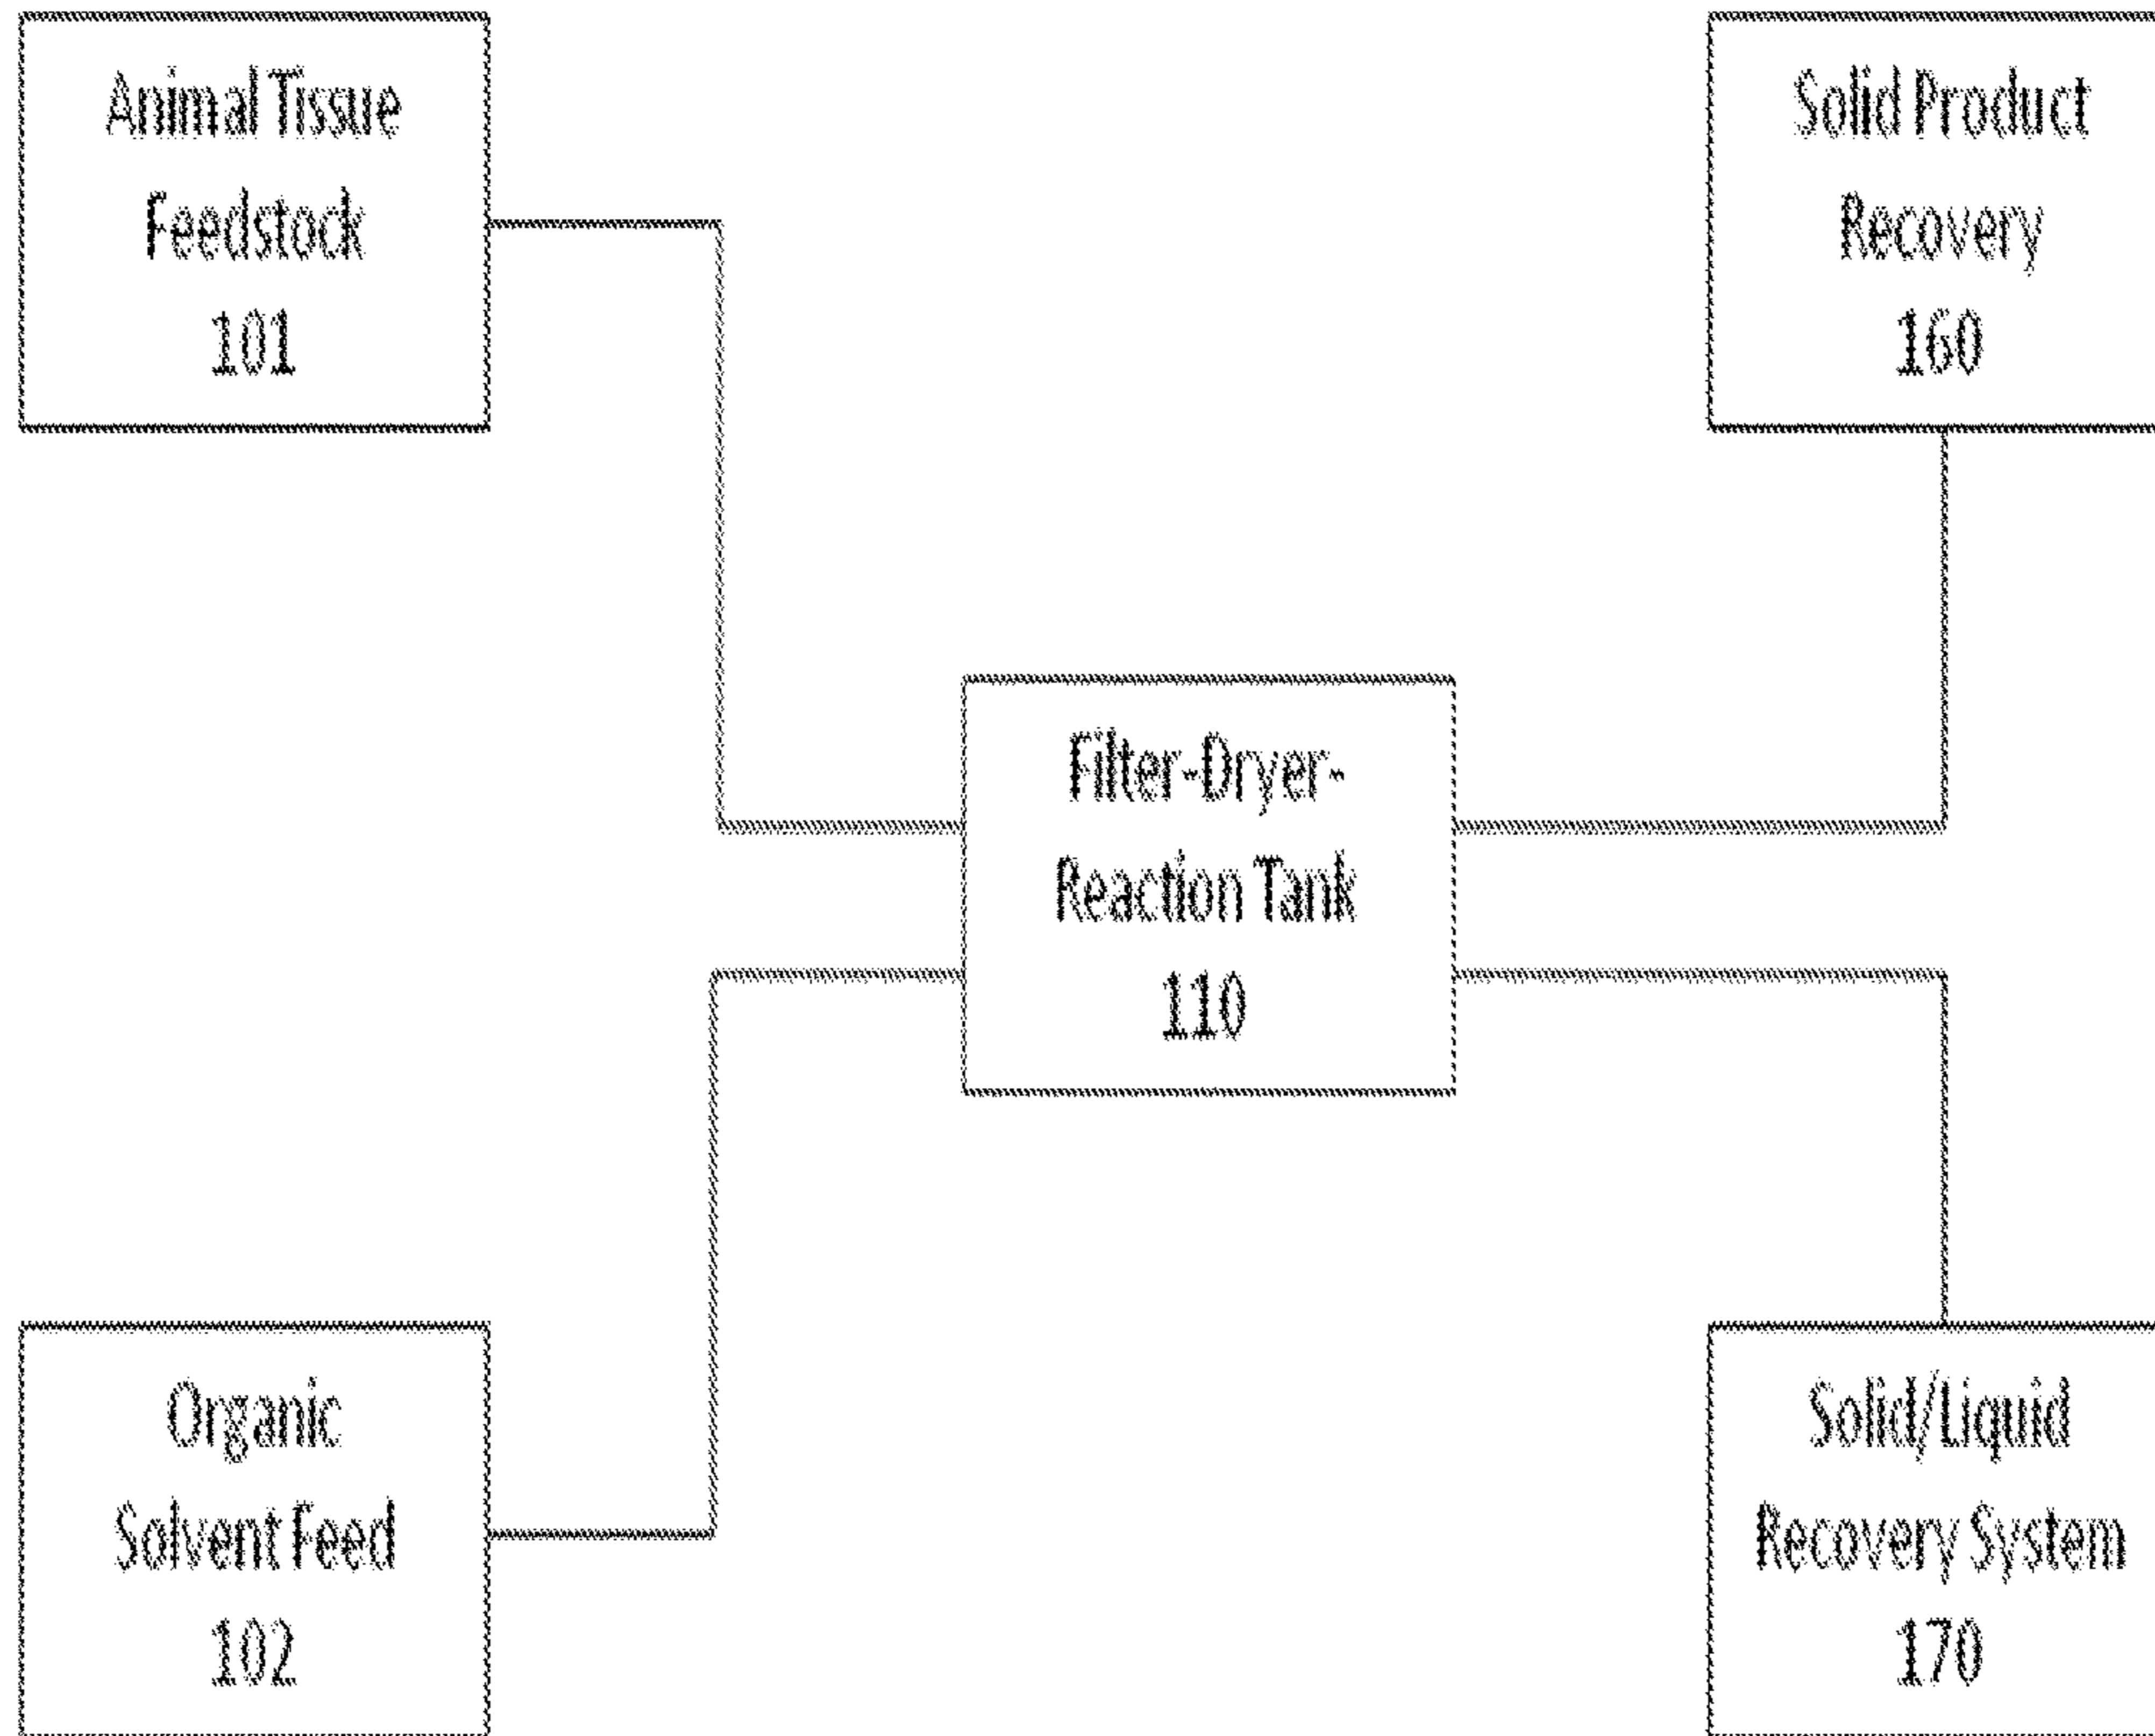 Animal Tissue
Feedstock
101
Solid Product
Recovery
160
Filter-Dryer-
Reaction Tank
110
Organic
Solvent Feed
102
Solid/Liquid
Recovery System
170